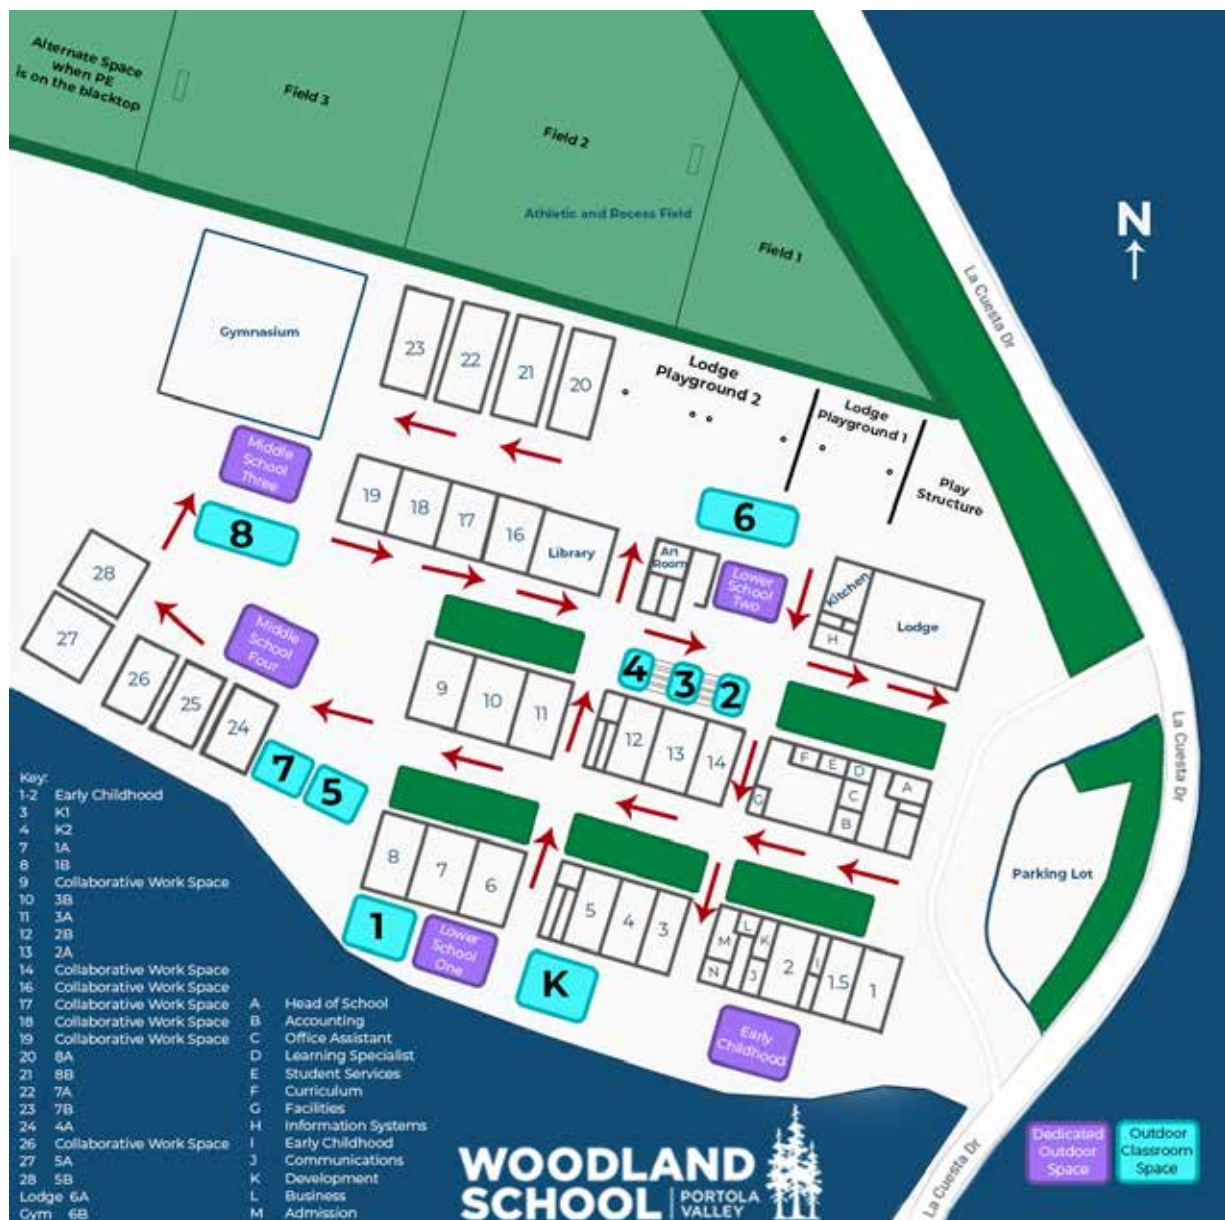 Alternate Space
when PE
is on the blacktop
Field 3
Field 2
Athletic and Recess Field
Field 1
N
La Cuesta Dr
Gymnasium
23
22
21
20
Lodge
Playground 2
Lodge
Playground 1
Play
Structure
Middle
School
Three
8
19
18
17
16
Library
6
Art
Room
Lower
School
Two
Kitchen
H
Lodge
28
27
Middle
School
Four
26
25
24
9
10
11
4
3
2
12
13
14
F
E
D
A
C
B
G
La Cuesta Dr
7
5
8
7
6
5
4
3
Parking Lot
1
Lower
School
One
K
M
L
K
N
J
2
I
1.5
1
Early
Childhood
Key:
1-2 Early Childhood
3 K1
4 K2
7 1A
8 1B
9 Collaborative Work Space
10 3B
11 3A
12 2B
13 2A
14 Collaborative Work Space
16 Collaborative Work Space
17 Collaborative Work Space
18 Collaborative Work Space
19 Collaborative Work Space
20 8A
21 8B
22 7A
23 7B
24 4A
26 Collaborative Work Space
27 5A
28 5B
Lodge 6A
Gym 6B
A Head of School
B Accounting
C Office Assistant
D Learning Specialist
E Student Services
F Curriculum
G Facilities
H Information Systems
I Early Childhood
J Communications
K Development
L Business
M Admission
WOODLAND
SCHOOL
PORTOLA
VALLEY
La Cuesta Dr
Dedicated
Outdoor
Space
Outdoor
Classroom
Space